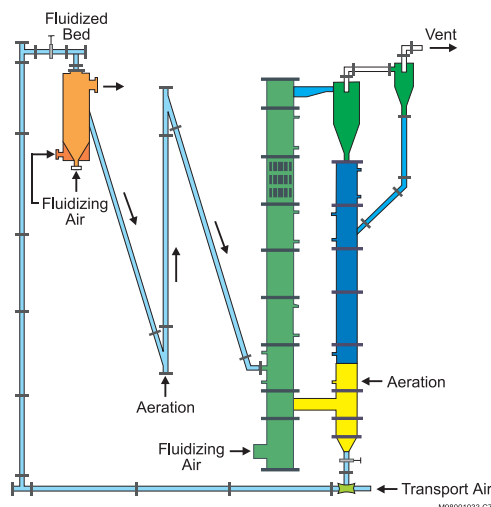 Fluidized
Bed
Vent
Fluidizing
Air
Aeration
Aeration
Fluidizing
Air
Transport Air